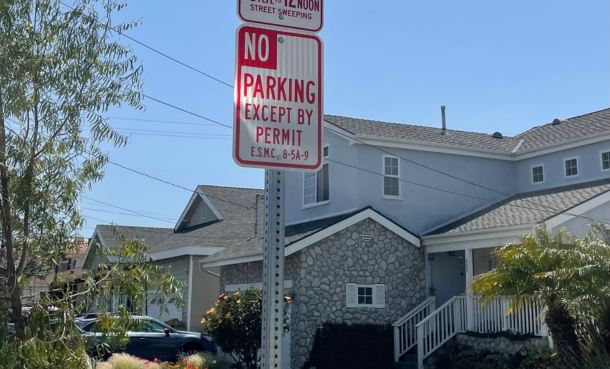 12 NOON
STREET SWEEPING
NO
PARKING
EXCEPT BY
PERMIT
E.S.M.C. 8-5A-9